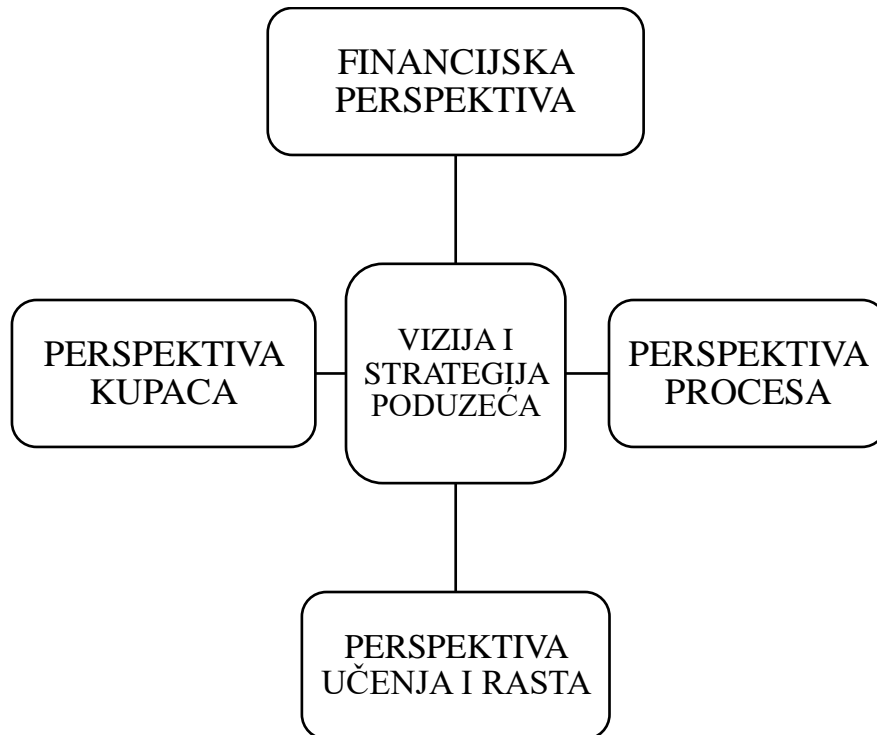 FINANCIJSKA
PERSPEKTIVA
PERSPEKTIVA
KUPACA
VIZIJA I
STRATEGIJA
PODUZEĆA
PERSPEKTIVA
PROCESA
PERSPEKTIVA
UČENJA I RASTA